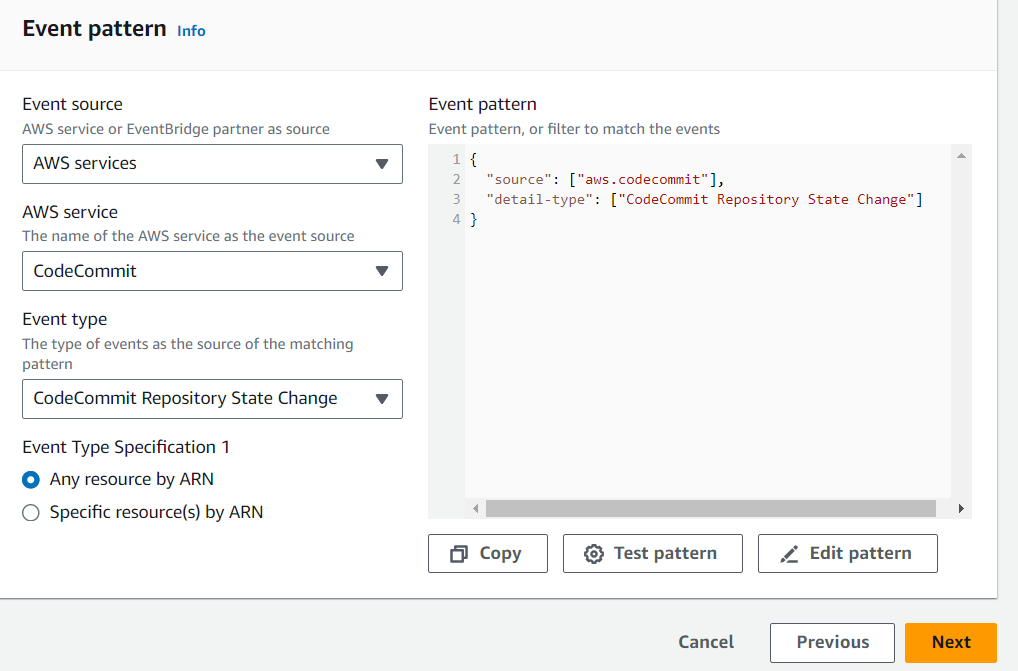 Event pattern Info
Event source
AWS service or EventBridge partner as source
AWS services
AWS service
The name of the AWS service as the event source
CodeCommit
Event type
The type of events as the source of the matching
pattern
CodeCommit Repository State Change
Event Type Specification 1
Any resource by ARN
Specific resource(s) by ARN
Event pattern
Event pattern, or filter to match the events
1 {
2   "source": ["aws.codecommit"],
3   "detail-type": ["CodeCommit Repository State Change"]
4 }
Copy Test pattern Edit pattern
Cancel Previous Next